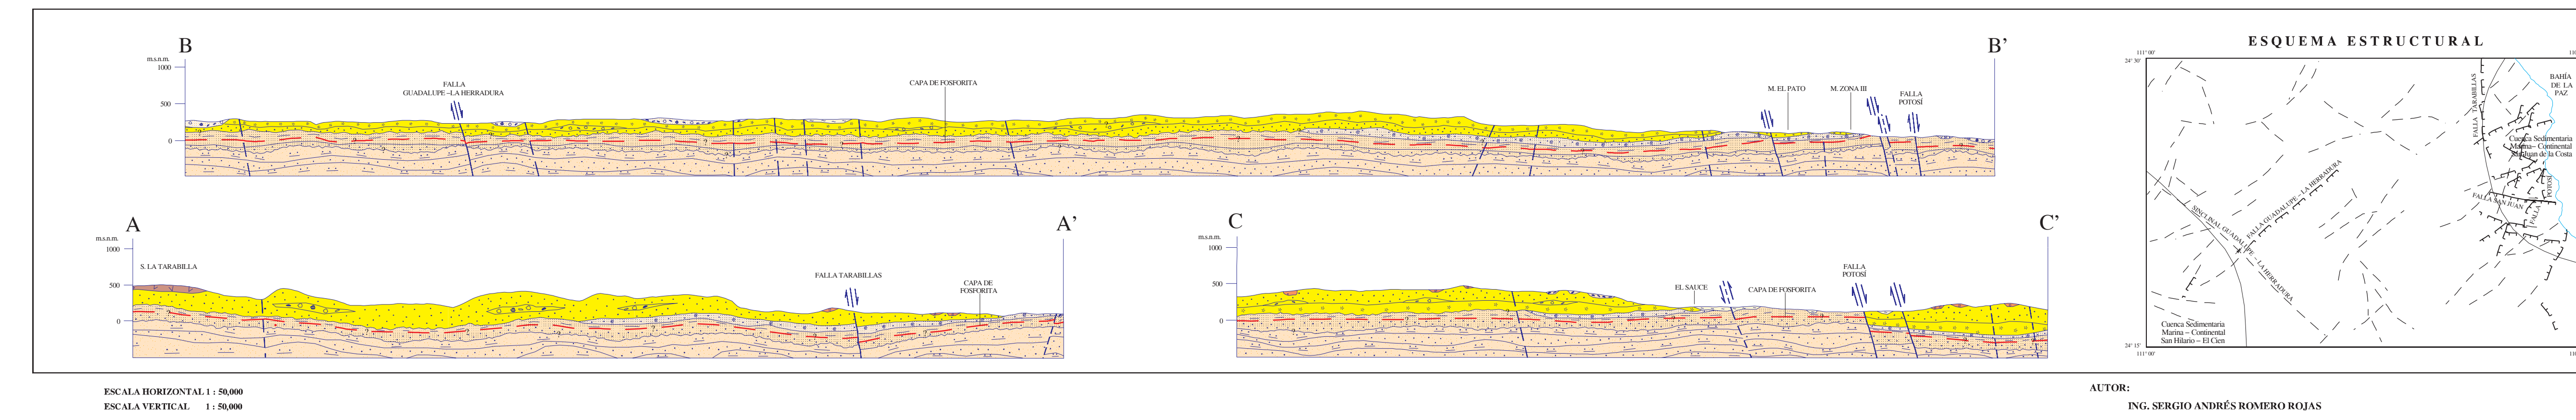 B
B’
m.s.n.m.
1000
500
0
FALLA
GUADALUPE –LA HERRADURA
CAPA DE FOSFORITA
M. EL PATO
M. ZONA III
FALLA
POTOSÍ
A
A’
m.s.n.m.
1000
500
0
S. LA TARABILLA
FALLA TARABILLAS
CAPA DE
FOSFORITA
C
C’
m.s.n.m.
1000
500
0
EL SAUCE
CAPA DE FOSFORITA
FALLA
POTOSÍ
ESCALA HORIZONTAL 1 : 50,000
ESCALA VERTICAL 1 : 50,000
ESQUEMA ESTRUCTURAL
111° 00'
24° 30'
BAHÍA
DE LA
PAZ
FALLA TARABILLAS
Cuenca Sedimentaria
Marina– Continental
San Juan de la Costa
FALLA GUADALUPE – LA HERRADURA
SINCLINAL GUADALUPE – LA HERRADURA
FALLA SAN JUAN
FALLA POTOSÍ
Cuenca Sedimentaria
Marina – Continental
San Hilario – El Cien
24° 15'
111° 00'
AUTOR:
ING. SERGIO ANDRÉS ROMERO ROJAS